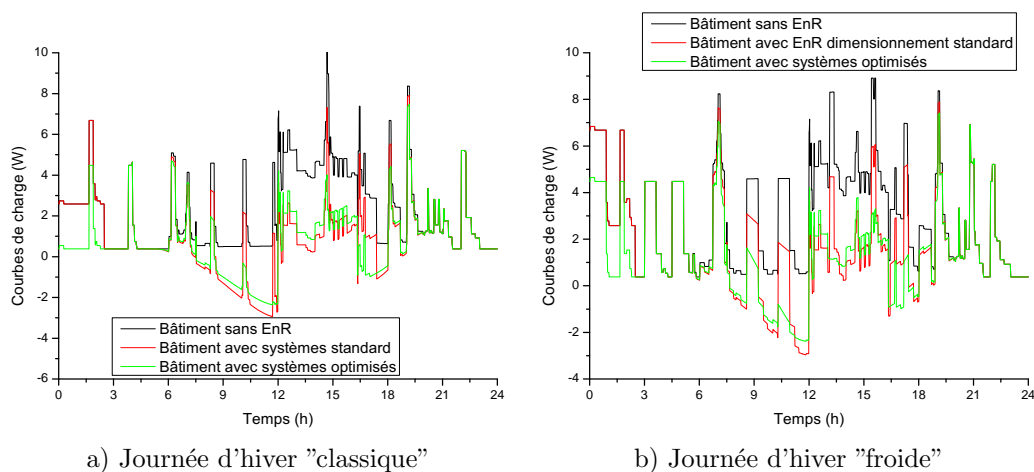 Courbes de charge (W)
10
8
6
4
2
0
-2
-4
-6
0 3 6 9 12 15 18 21 24
Temps (h)
Bâtiment sans EnR
Bâtiment avec systèmes standard
Bâtiment avec systèmes optimisés
a) Journée d'hiver "classique"
Bâtiment sans EnR
Bâtiment avec EnR dimensionnement standard
Bâtiment avec systèmes optimisés
Courbes de charge (W)
10
8
6
4
2
0
-2
-4
0 3 6 9 12 15 18 21 24
Temps (h)
b) Journée d'hiver "froide"